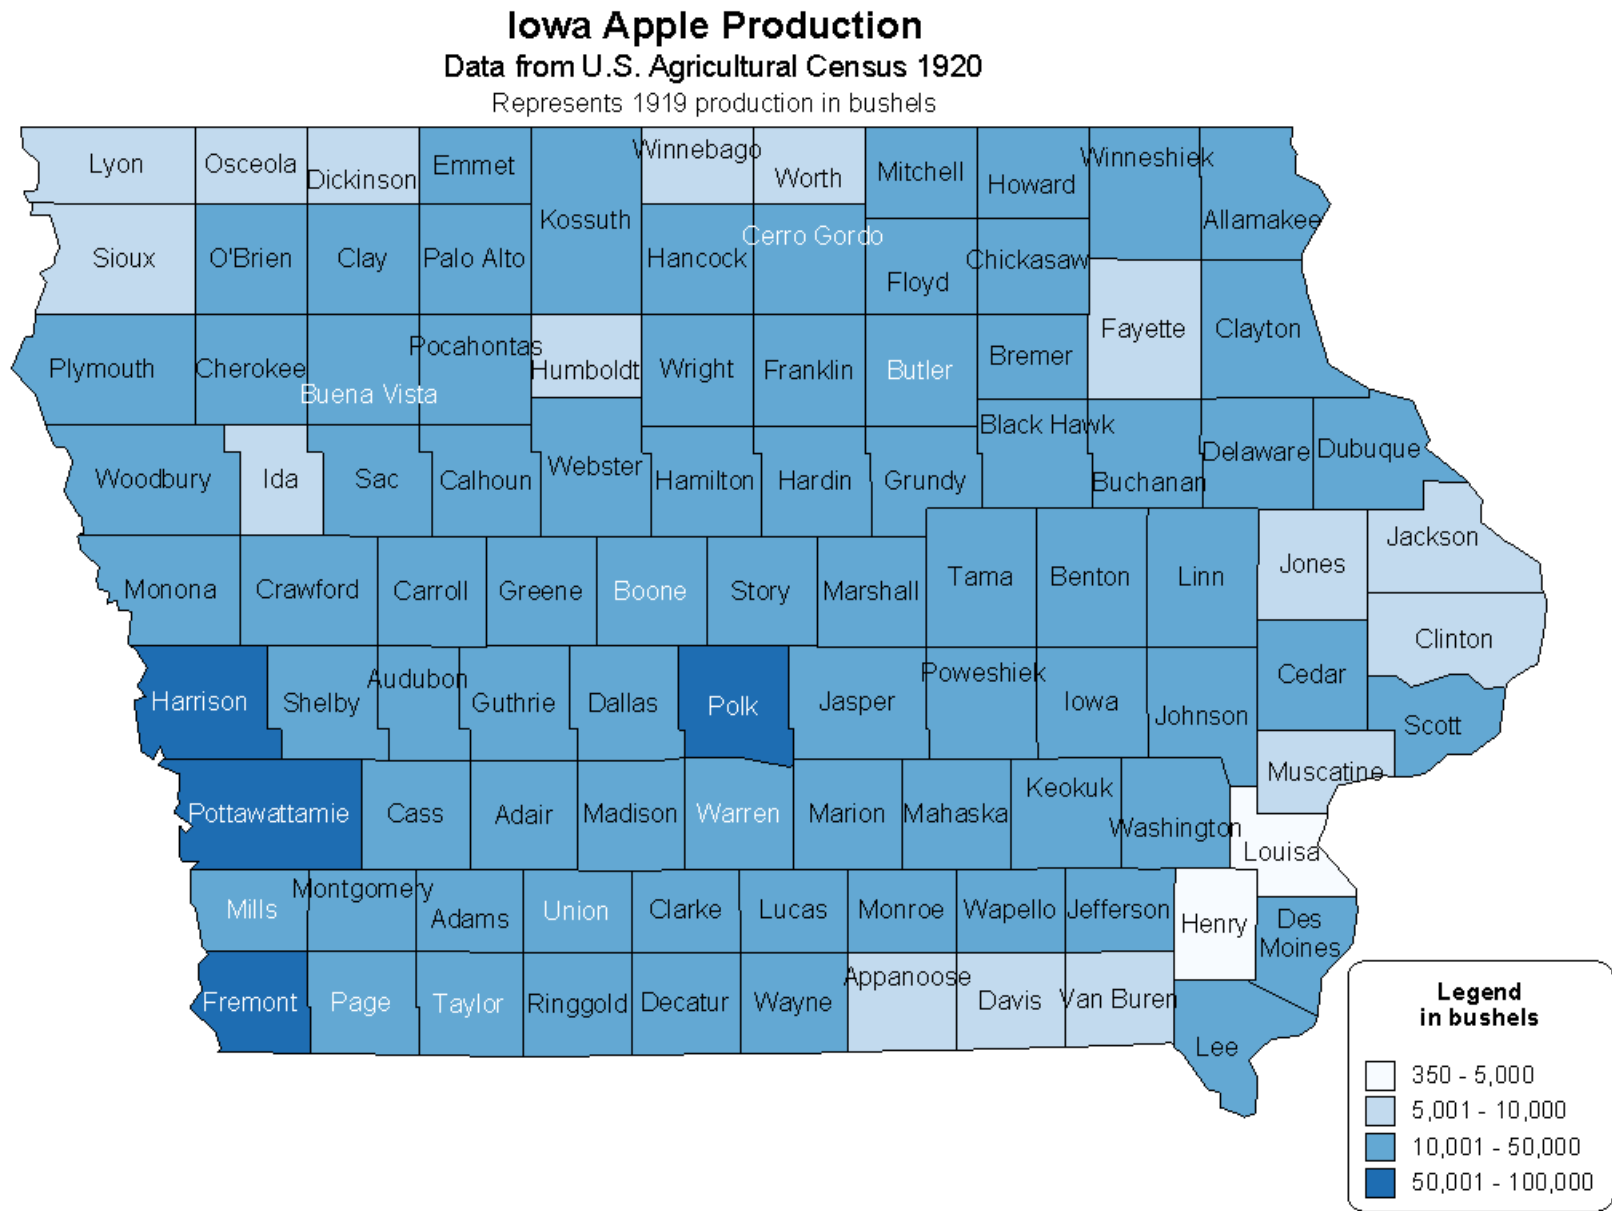 Iowa Apple Production
Data from U.S. Agricultural Census 1920
Represents 1919 production in bushels
Lyon
Osceola
Dickinson
Emmet
Kossuth
Winnebago
Worth
Mitchell
Howard
Winneshiek
Allamakee
Sioux
O'Brien
Clay
Palo Alto
Hancock
Cerro Gordo
Floyd
Chickasaw
Fayette
Clayton
Plymouth
Cherokee
Buena Vista
Pocahontas
Humboldt
Wright
Franklin
Butler
Bremer
Black Hawk
Buchanan
Delaware
Dubuque
Woodbury
Ida
Sac
Calhoun
Webster
Hamilton
Hardin
Grundy
Jones
Jackson
Monona
Crawford
Carroll
Greene
Boone
Story
Marshall
Tama
Benton
Linn
Clinton
Cedar
Harrison
Shelby
Audubon
Guthrie
Dallas
Polk
Jasper
Poweshiek
Iowa
Johnson
Scott
Muscatine
Pottawattamie
Cass
Adair
Madison
Warren
Marion
Mahaska
Keokuk
Washington
Louisa
Mills
Montgomery
Adams
Union
Clarke
Lucas
Monroe
Wapello
Jefferson
Henry
Des
Moines
Fremont
Page
Taylor
Ringgold
Decatur
Wayne
Appanoose
Davis
Van Buren
Lee
Legend
in bushels
350 - 5,000
5,001 - 10,000
10,001 - 50,000
50,001 - 100,000